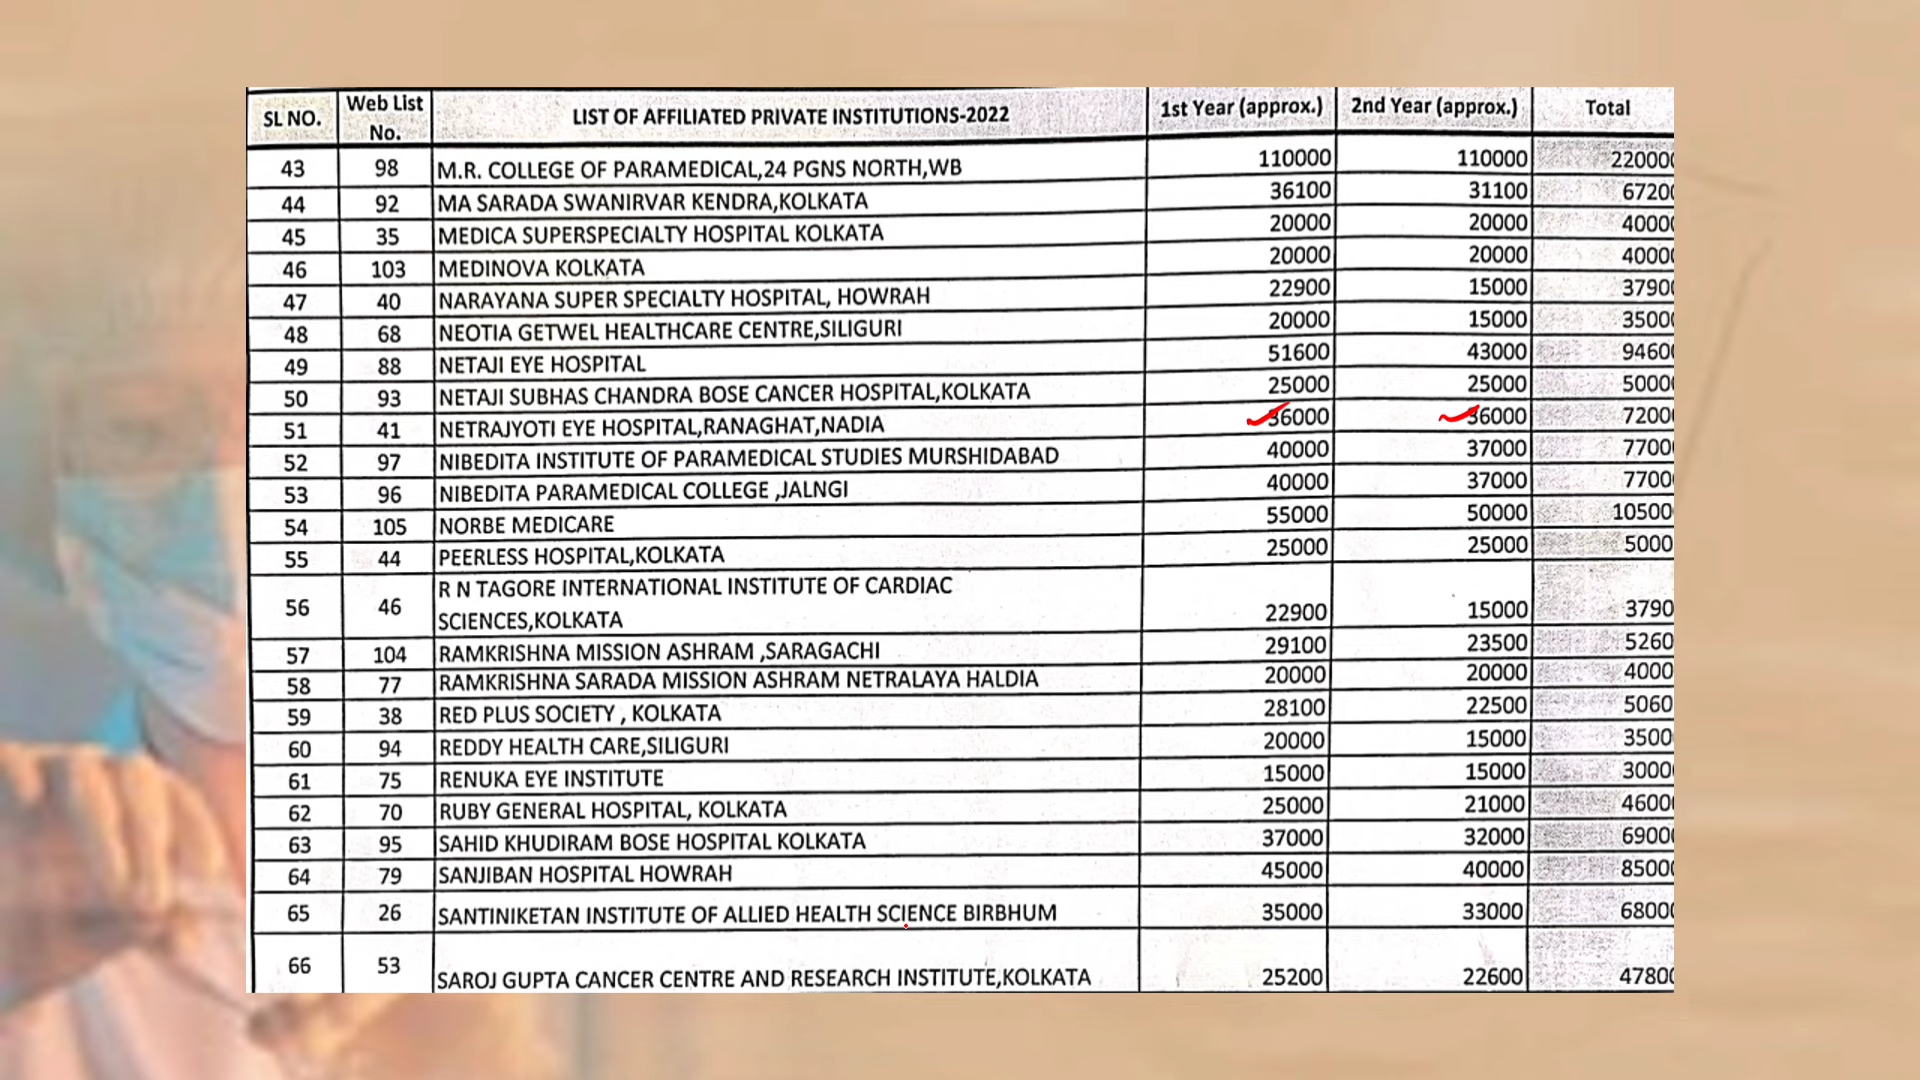 SL NO. Web List No. LIST OF AFFILIATED PRIVATE INSTITUTIONS-2022 1st Year (approx.) 2nd Year (approx.) Total
43 98 M.R. COLLEGE OF PARAMEDICAL,24 PGNS NORTH,WB 110000 110000 220000
44 92 MA SARADA SWANIRVAR KENDRA,KOLKATA 36100 31100 67200
45 35 MEDICA SUPERSPECIALTY HOSPITAL KOLKATA 20000 20000 40000
46 103 MEDINOVA KOLKATA 20000 20000 40000
47 40 NARAYANA SUPER SPECIALTY HOSPITAL, HOWRAH 22900 15000 37900
48 68 NEOTIA GETWEL HEALTHCARE CENTRE,SILIGURI 20000 15000 35000
49 88 NETAJI EYE HOSPITAL 51600 43000 94600
50 93 NETAJI SUBHAS CHANDRA BOSE CANCER HOSPITAL,KOLKATA 25000 25000 50000
51 41 NETRAJYOTI EYE HOSPITAL,RANAGHAT,NADIA 36000 36000 72000
52 97 NIBEDITA INSTITUTE OF PARAMEDICAL STUDIES MURSHIDABAD 40000 37000 7700
53 96 NIBEDITA PARAMEDICAL COLLEGE ,JALNGI 40000 37000 7700
54 105 NORBE MEDICARE 55000 50000 10500
55 44 PEERLESS HOSPITAL,KOLKATA 25000 25000 5000
56 46 R N TAGORE INTERNATIONAL INSTITUTE OF CARDIAC
SCIENCES,KOLKATA 22900 15000 3790
57 104 RAMKRISHNA MISSION ASHRAM ,SARAGACHI 29100 23500 5260
58 77 RAMKRISHNA SARADA MISSION ASHRAM NETRALAYA HALDIA 20000 20000 4000
59 38 RED PLUS SOCIETY , KOLKATA 28100 22500 5060
60 94 REDDY HEALTH CARE,SILIGURI 20000 15000 3500
61 75 RENUKA EYE INSTITUTE 15000 15000 30000
62 70 RUBY GENERAL HOSPITAL, KOLKATA 25000 21000 46000
63 95 SAHID KHUDIRAM BOSE HOSPITAL KOLKATA 37000 32000 69000
64 79 SANJIBAN HOSPITAL HOWRAH 45000 40000 85000
65 26 SANTINIKETAN INSTITUTE OF ALLIED HEALTH SCIENCE BIRBHUM 35000 33000 68000
66 53 SAROJ GUPTA CANCER CENTRE AND RESEARCH INSTITUTE,KOLKATA 25200 22600 47800